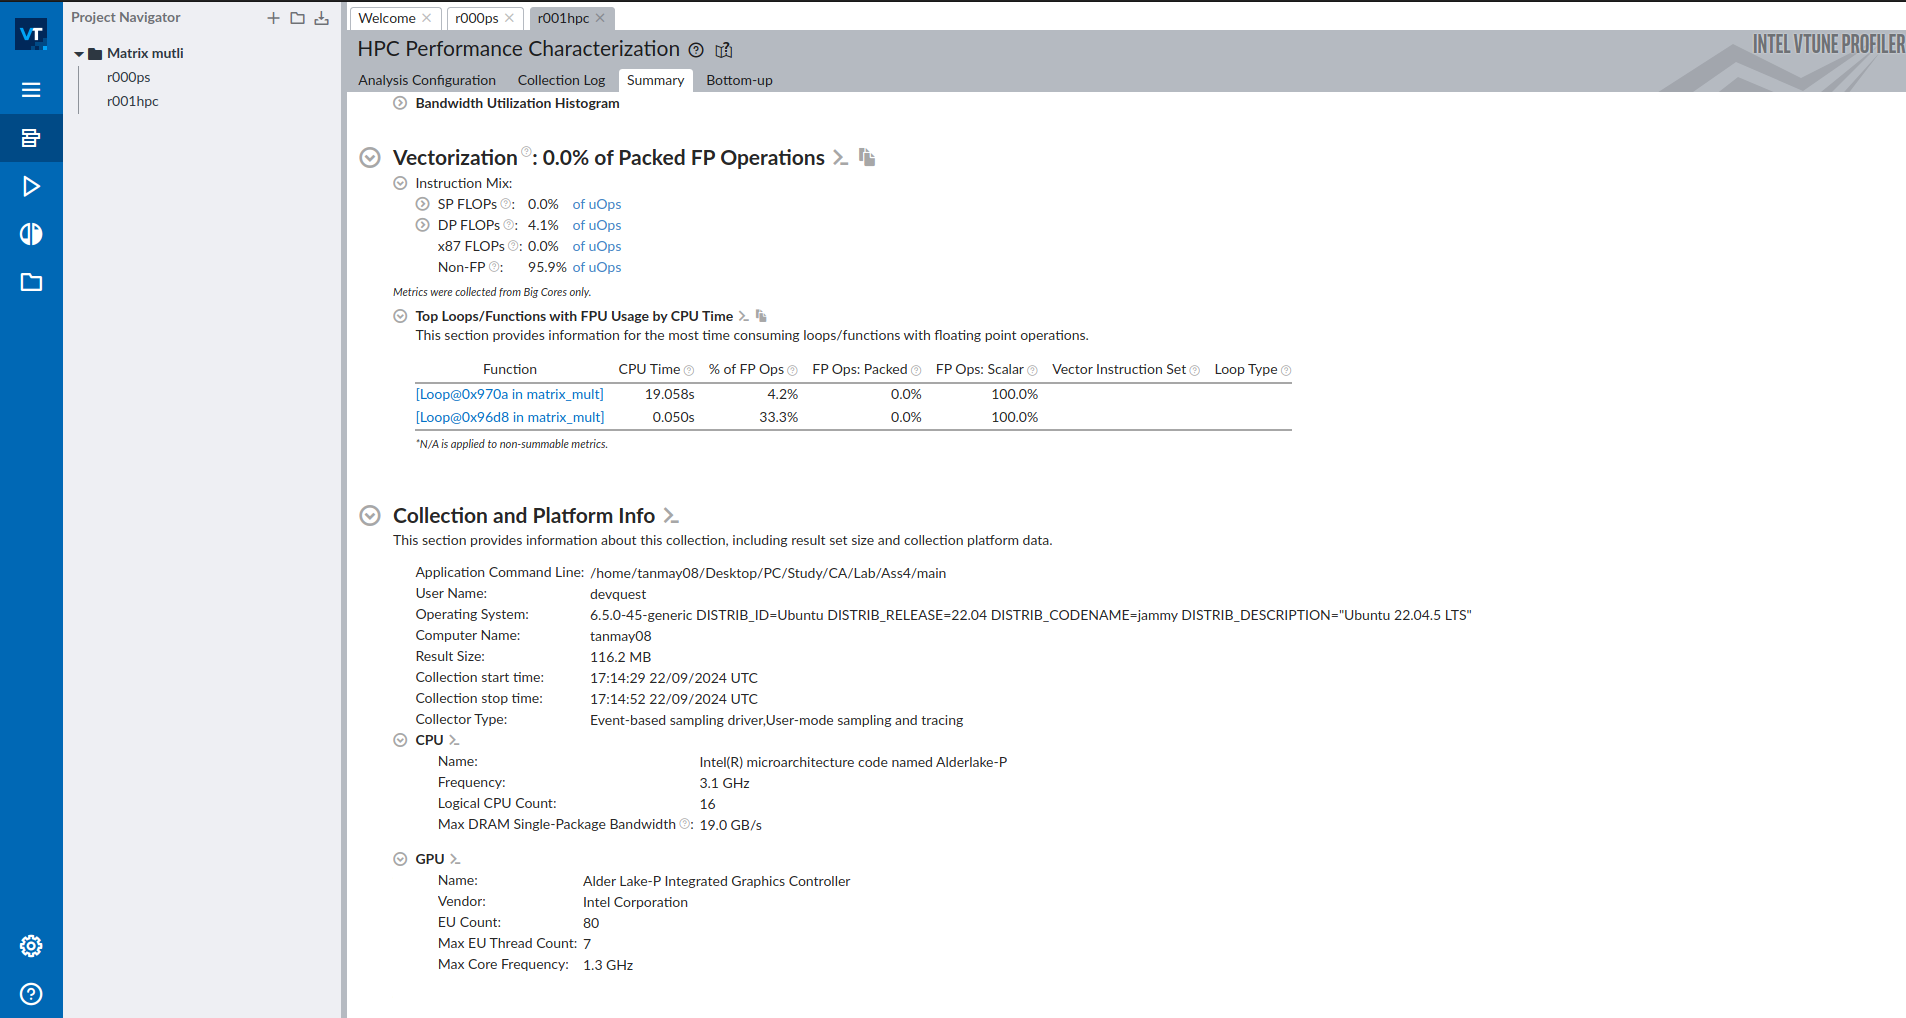 VT
Project Navigator
Matrix mutli
r000ps
r001hpc
Welcome
r000ps
r001hpc
HPC Performance Characterization
INTEL VTUNE PROFILER
Analysis Configuration
Collection Log
Summary
Bottom-up
Bandwidth Utilization Histogram
Vectorization : 0.0% of Packed FP Operations
Instruction Mix:
SP FLOPs : 0.0% of uOps
DP FLOPs : 4.1% of uOps
x87 FLOPs : 0.0% of uOps
Non-FP : 95.9% of uOps
Metrics were collected from Big Cores only.
Top Loops/Functions with FPU Usage by CPU Time
This section provides information for the most time consuming loops/functions with floating point operations.
Function CPU Time % of FP Ops FP Ops: Packed FP Ops: Scalar Vector Instruction Set Loop Type
[Loop@0x970a in matrix_mult] 19.058s 4.2% 0.0% 100.0%
[Loop@0x96d8 in matrix_mult] 0.050s 33.3% 0.0% 100.0%
*N/A is applied to non-summable metrics.
Collection and Platform Info
This section provides information about this collection, including result set size and collection platform data.
Application Command Line: /home/tanmay08/Desktop/PC/Study/CA/Lab/Ass4/main
User Name: devquest
Operating System: 6.5.0-45-generic DISTRIB_ID=Ubuntu DISTRIB_RELEASE=22.04 DISTRIB_CODENAME=jammy DISTRIB_DESCRIPTION="Ubuntu 22.04.5 LTS"
Computer Name: tanmay08
Result Size: 116.2 MB
Collection start time: 17:14:29 22/09/2024 UTC
Collection stop time: 17:14:52 22/09/2024 UTC
Collector Type: Event-based sampling driver,User-mode sampling and tracing
CPU
Name: Intel(R) microarchitecture code named Alderlake-P
Frequency: 3.1 GHz
Logical CPU Count: 16
Max DRAM Single-Package Bandwidth : 19.0 GB/s
GPU
Name: Alder Lake-P Integrated Graphics Controller
Vendor: Intel Corporation
EU Count: 80
Max EU Thread Count: 7
Max Core Frequency: 1.3 GHz